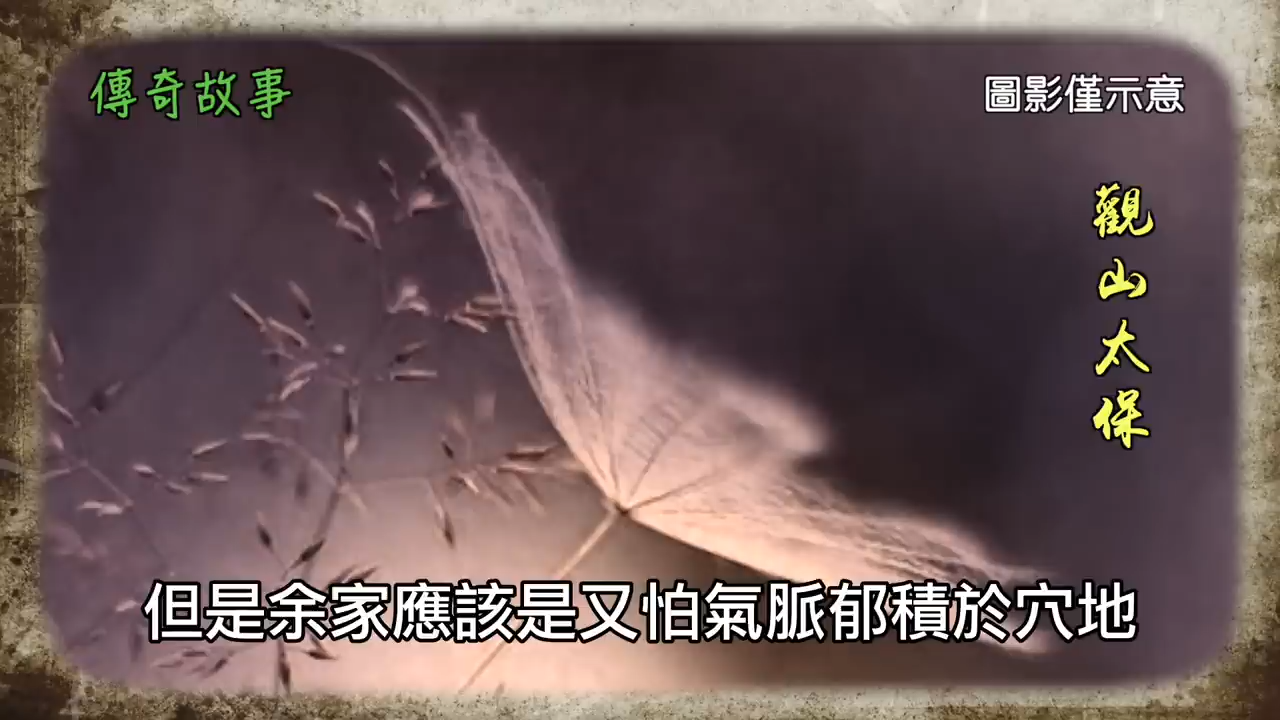 傳奇故事
圖影僅示意
觀山太保
但是余家應該是又怕氣脈郁積於穴地